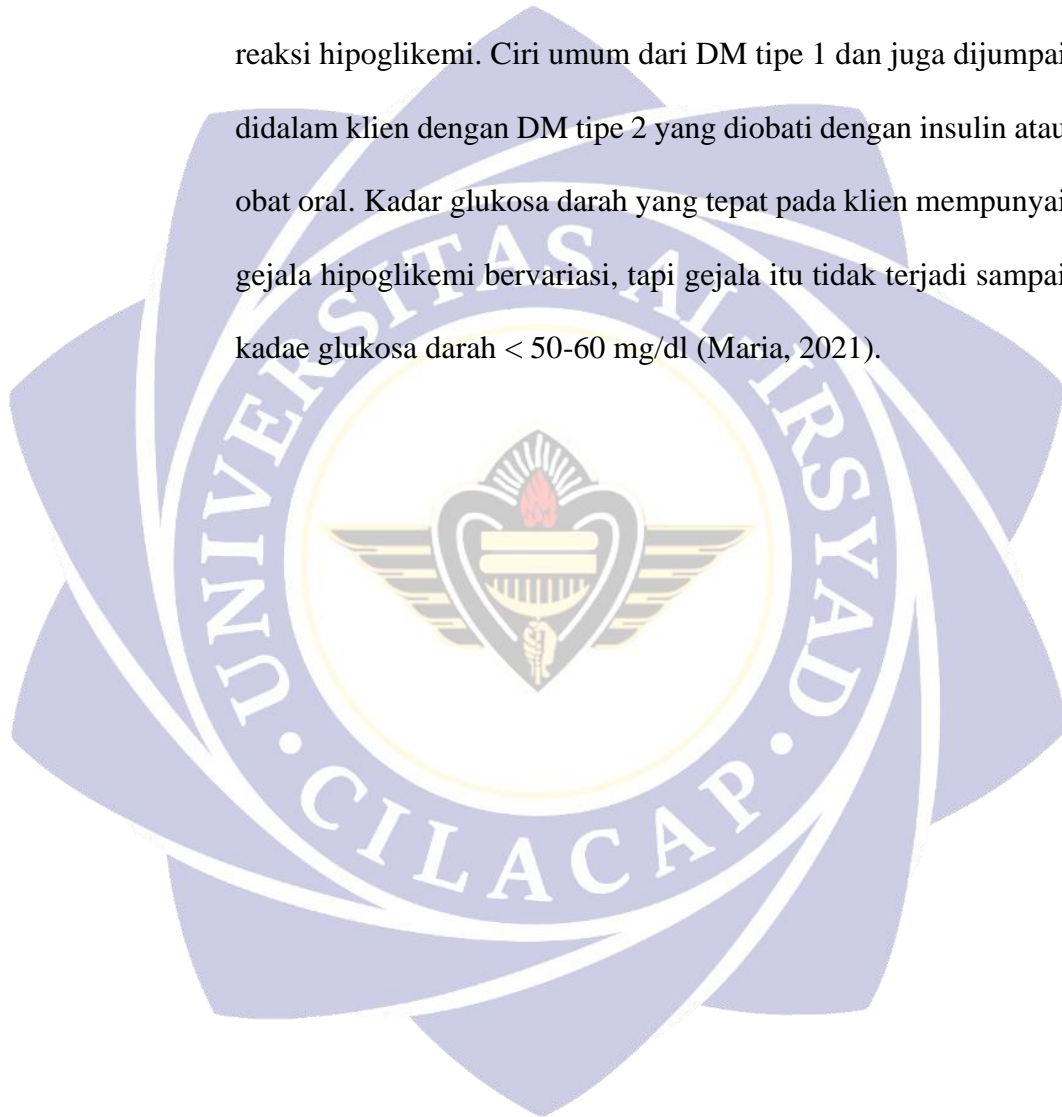 reaksi hipoglikemi. Ciri umum dari DM tipe 1 dan juga dijumpai
didalam klien dengan DM tipe 2 yang diobati dengan insulin atau
obat oral. Kadar glukosa darah yang tepat pada klien mempunyai
gejala hipoglikemi bervariasi, tapi gejala itu tidak terjadi sampai
kadae glukosa darah < 50-60 mg/dl (Maria, 2021).
UNIVERSITAS AL-IRSYAD
• CILACAP •